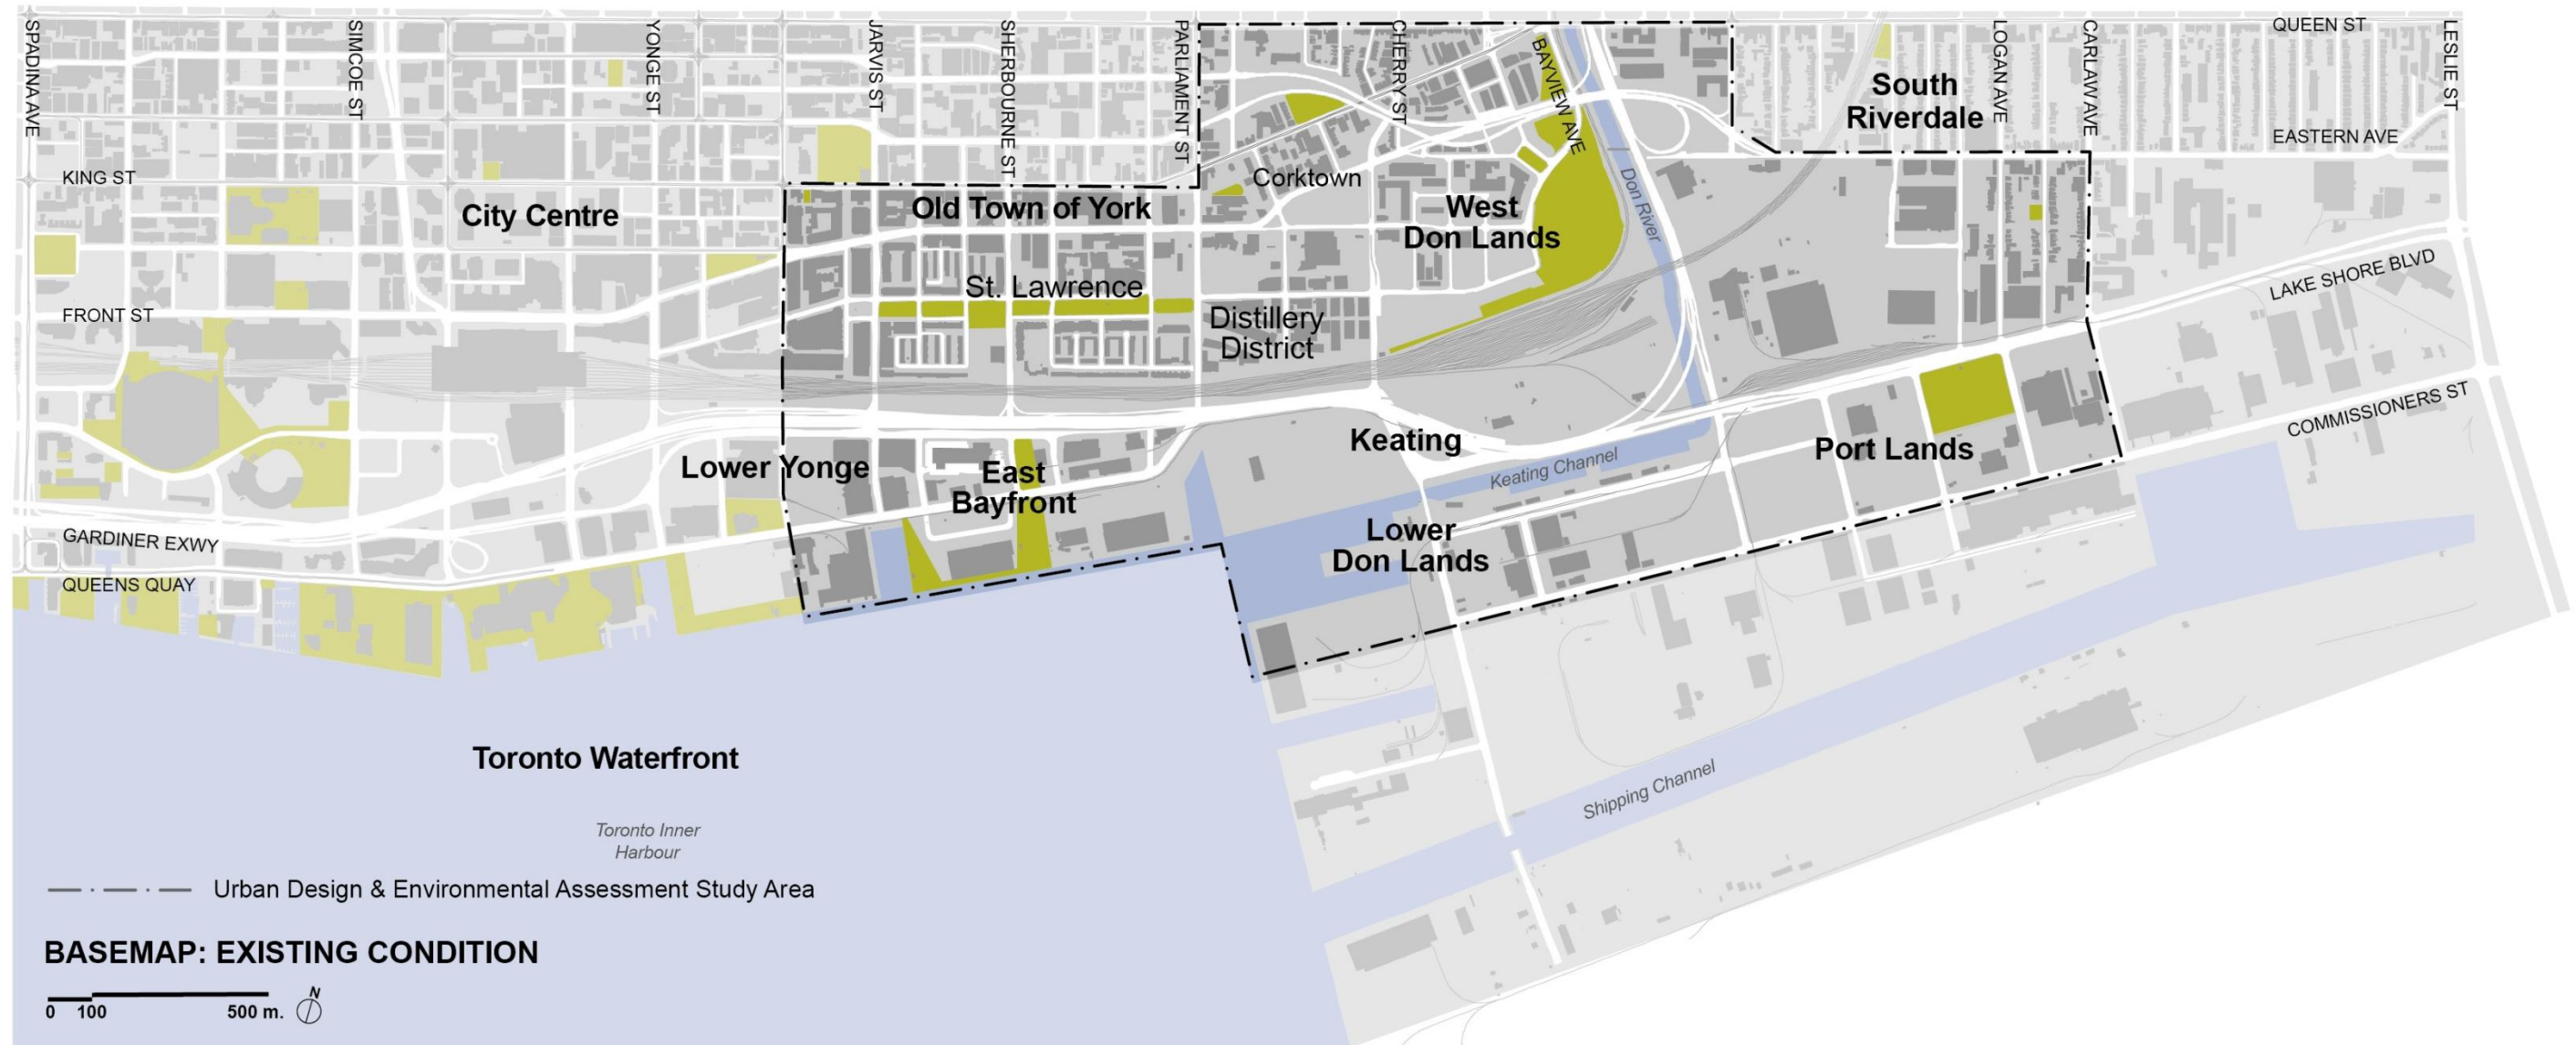 SPADINA AVE
SIMCOE ST
YONGE ST
JARVIS ST
SHERBOURNE ST
PARLIAMENT ST
CHERRY ST
BAYVIEW AVE
LOGAN AVE
CARLAW AVE
QUEEN ST
LESLIE ST
South
Riverdale
EASTERN AVE
KING ST
Corktown
City Centre
Old Town of York
West
Don Lands
Don River
St. Lawrence
LAKE SHORE BLVD
FRONT ST
Distillery
District
COMMISSIONERS ST
Keating
Port Lands
Lower Yonge
East
Bayfront
Keating Channel
GARDINER EXWY
Lower
Don Lands
QUEENS QUAY
Toronto Waterfront
Shipping Channel
Toronto Inner
Harbour
Urban Design & Environmental Assessment Study Area
BASEMAP: EXISTING CONDITION
N
0 100 500 m.